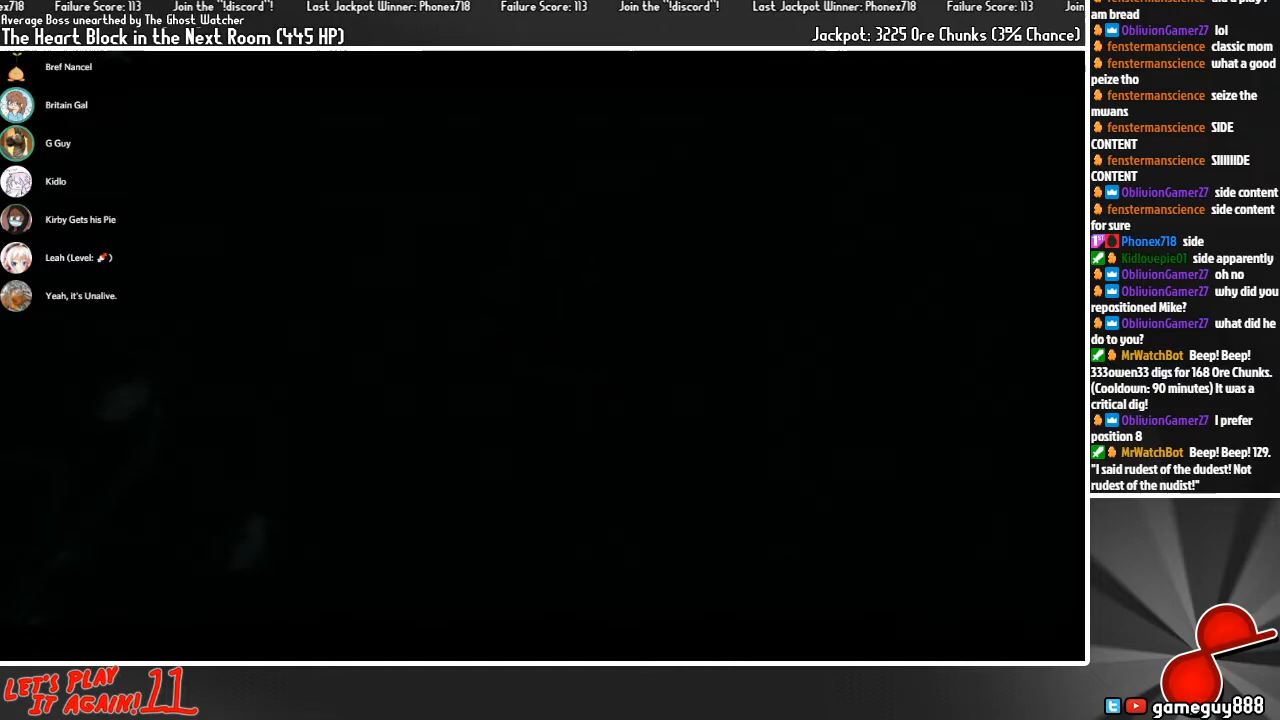 ex718 Failure Score: 113 Join the "!discord"! Last Jackpot Winner: Phonex718 Failure Score: 113 Join the "!discord"! Last Jackpot Winner: Phonex718 Failure Score: 113 Join
Average Boss unearthed by The Ghost Watcher
The Heart Block in the Next Room (445 HP)
Jackpot: 3225 Ore Chunks (3% Chance)
Bref Nancel
Britain Gal
G Guy
Kidlo
Kirby Gets his Pie
Leah (Level: )
Yeah, it's Unalive.
am bread
OblivionGamer27 lol
fenstermanscience classic mom
fenstermanscience what a good
peize tho
fenstermanscience seize the
mwans
fenstermanscience SIDE
CONTENT
fenstermanscience SIIIIIIDE
CONTENT
OblivionGamer27 side content
fenstermanscience side content
for sure
1ST Phonex718 side
Kidlovepie01 side apparently
OblivionGamer27 oh no
OblivionGamer27 why did you
repositioned Mike?
OblivionGamer27 what did he
do to you?
MrWatchBot Beep! Beep!
333owen33 digs for 168 Ore Chunks.
(Cooldown: 90 minutes) It was a
critical dig!
OblivionGamer27 I prefer
position 8
MrWatchBot Beep! Beep! 129.
"I said rudest of the dudest! Not
rudest of the nudist!"
LET'S PLAY
IT AGAIN! 11
gameguy888